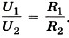 U₁/U₂ = R₁/R₂.